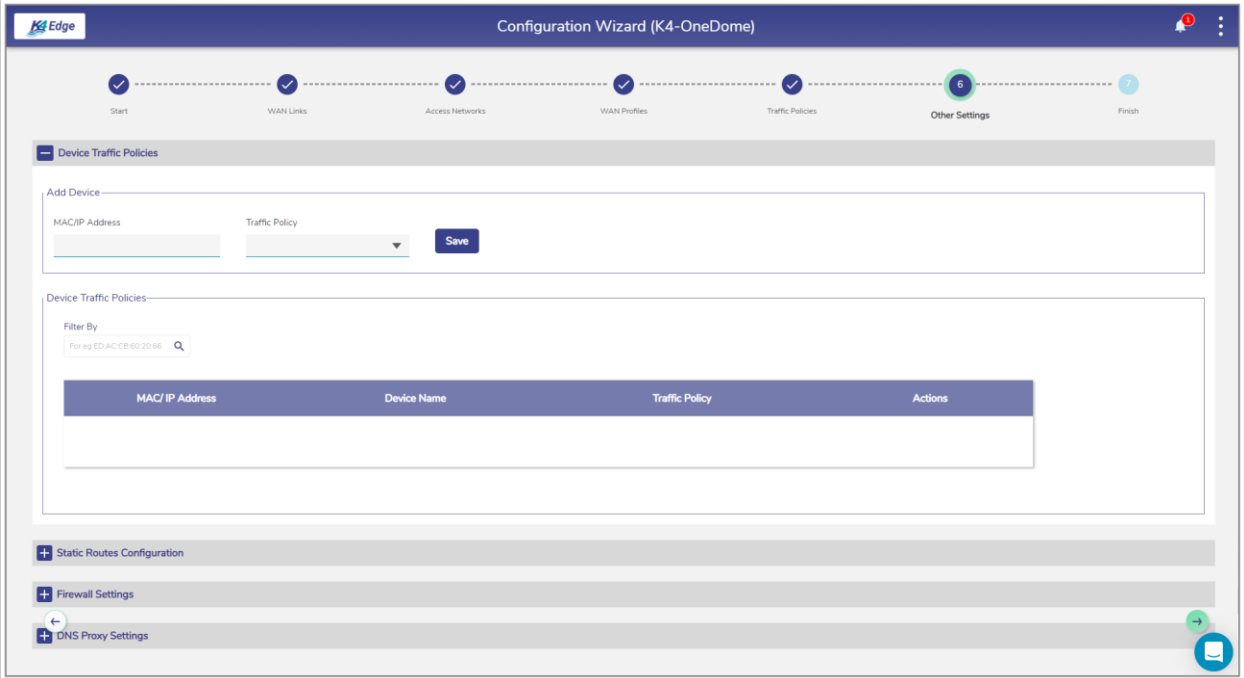 K4 Edge
Configuration Wizard (K4-OneDome)
1
6
7
Start
WAN Links
Access Networks
WAN Profiles
Traffic Policies
Other Settings
Finish
Device Traffic Policies
Add Device
MAC/IP Address
Traffic Policy
Save
Device Traffic Policies
Filter By
For eg ED:AC:CB:60:20:66
MAC/ IP Address
Device Name
Traffic Policy
Actions
Static Routes Configuration
Firewall Settings
DNS Proxy Settings